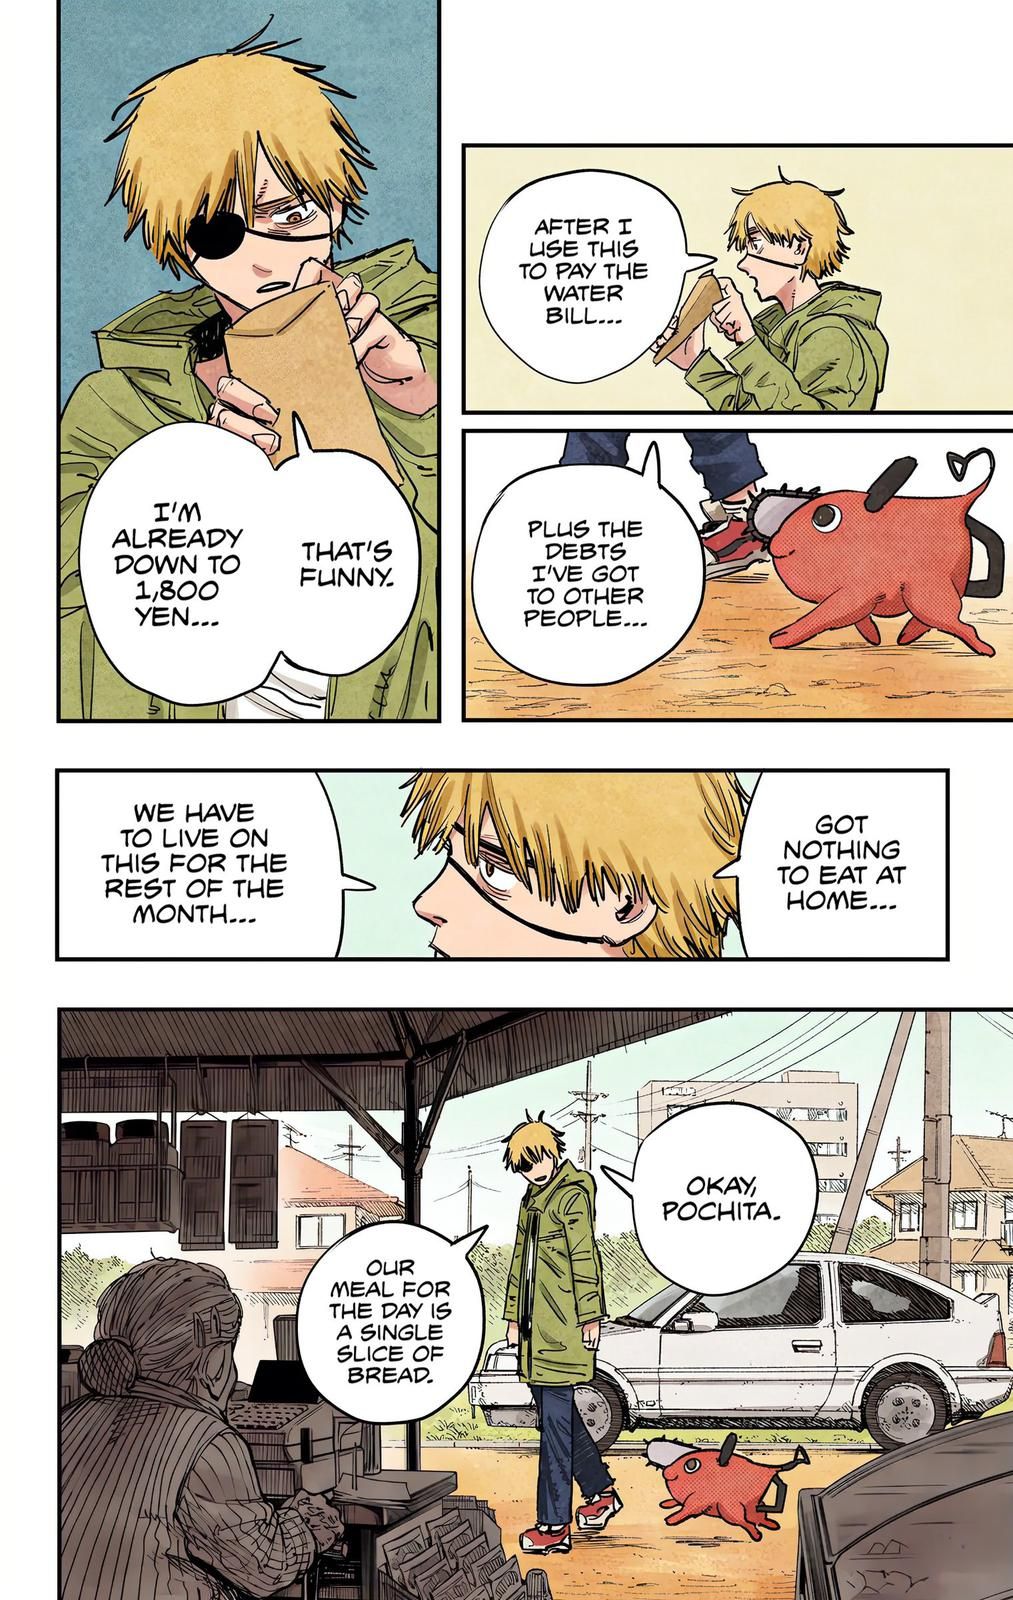 AFTER I
USE THIS
TO PAY THE
WATER
BILL...
PLUS THE
DEBTS
I'VE GOT
TO OTHER
PEOPLE...
THAT'S
FUNNY.
I'M
ALREADY
DOWN TO
1,800
YEN...
GOT
NOTHING
TO EAT AT
HOME...
WE HAVE
TO LIVE ON
THIS FOR THE
REST OF THE
MONTH...
OKAY,
POCHITA.
OUR
MEAL FOR
THE DAY IS
A SINGLE
SLICE OF
BREAD.